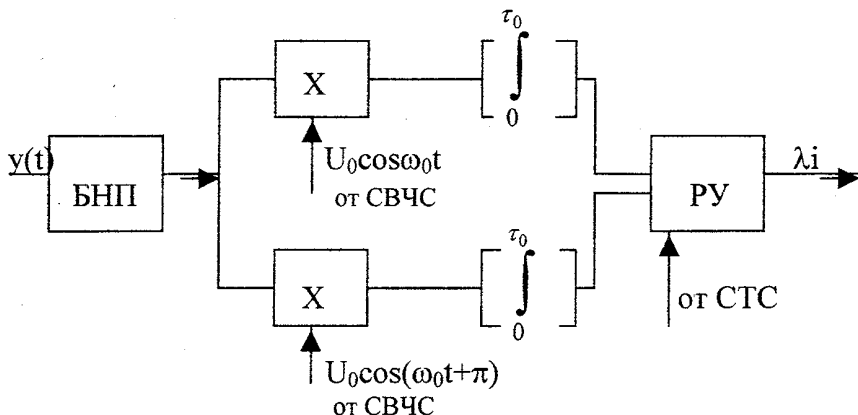 τ₀
X
∫
0
y(t)
U₀cosω₀t
λi
БНП
от СВЧС
РУ
τ₀
X
∫
от СТС
0
U₀cos(ω₀t+π)
от СВЧС